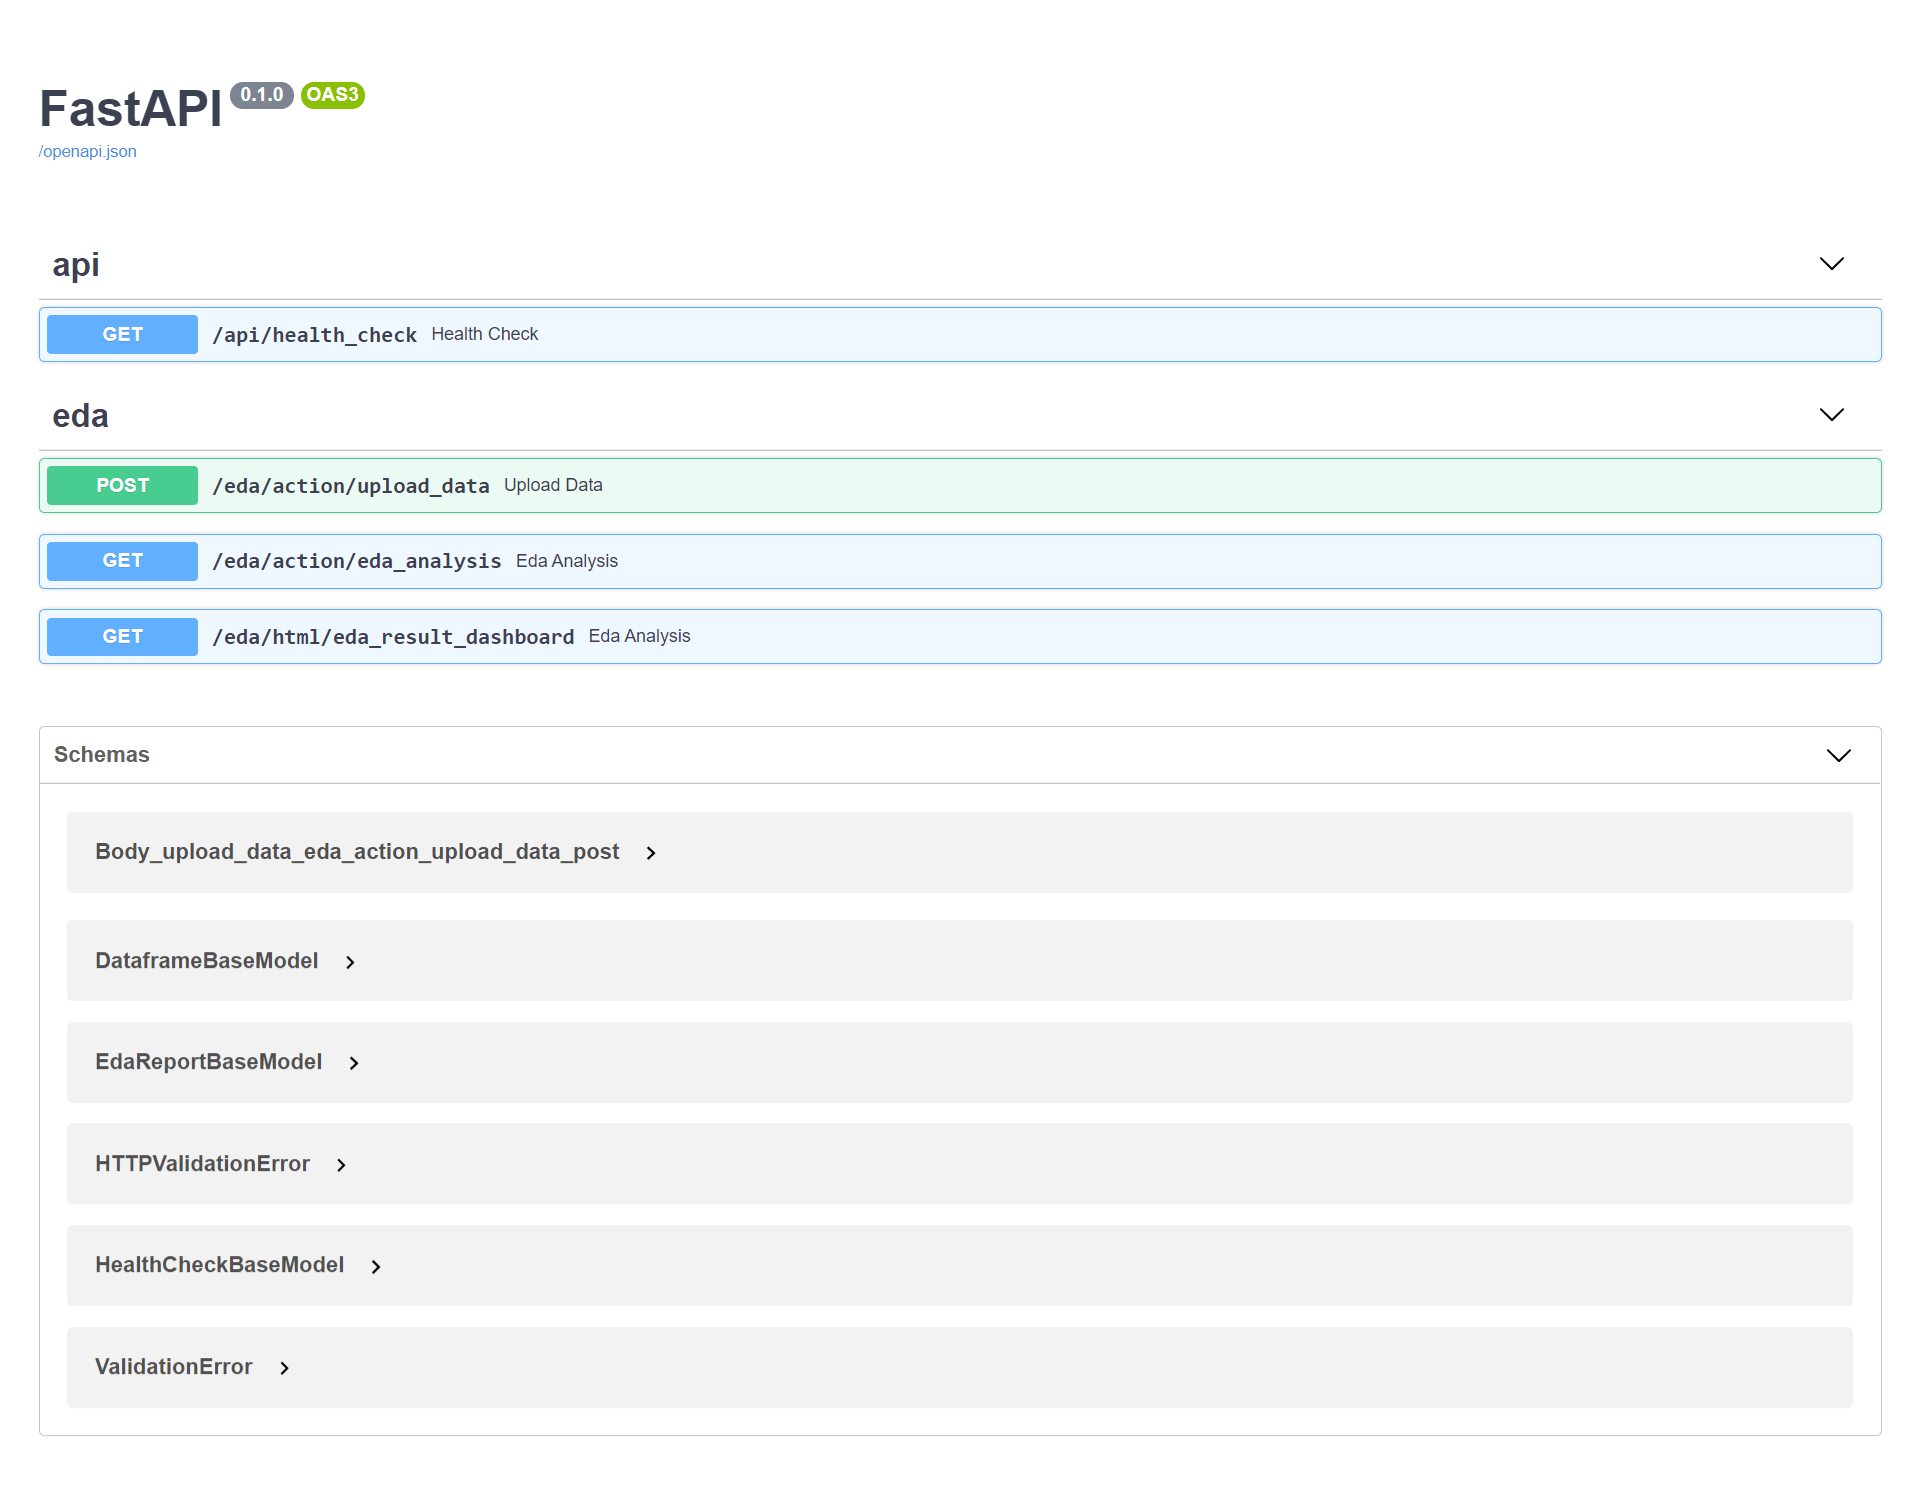 FastAPI 0.1.0 OAS3
/openapi.json
api
GET /api/health_check Health Check
eda
POST /eda/action/upload_data Upload Data
GET /eda/action/eda_analysis Eda Analysis
GET /eda/html/eda_result_dashboard Eda Analysis
Schemas
Body_upload_data_eda_action_upload_data_post
DataframeBaseModel
EdaReportBaseModel
HTTPValidationError
HealthCheckBaseModel
ValidationError